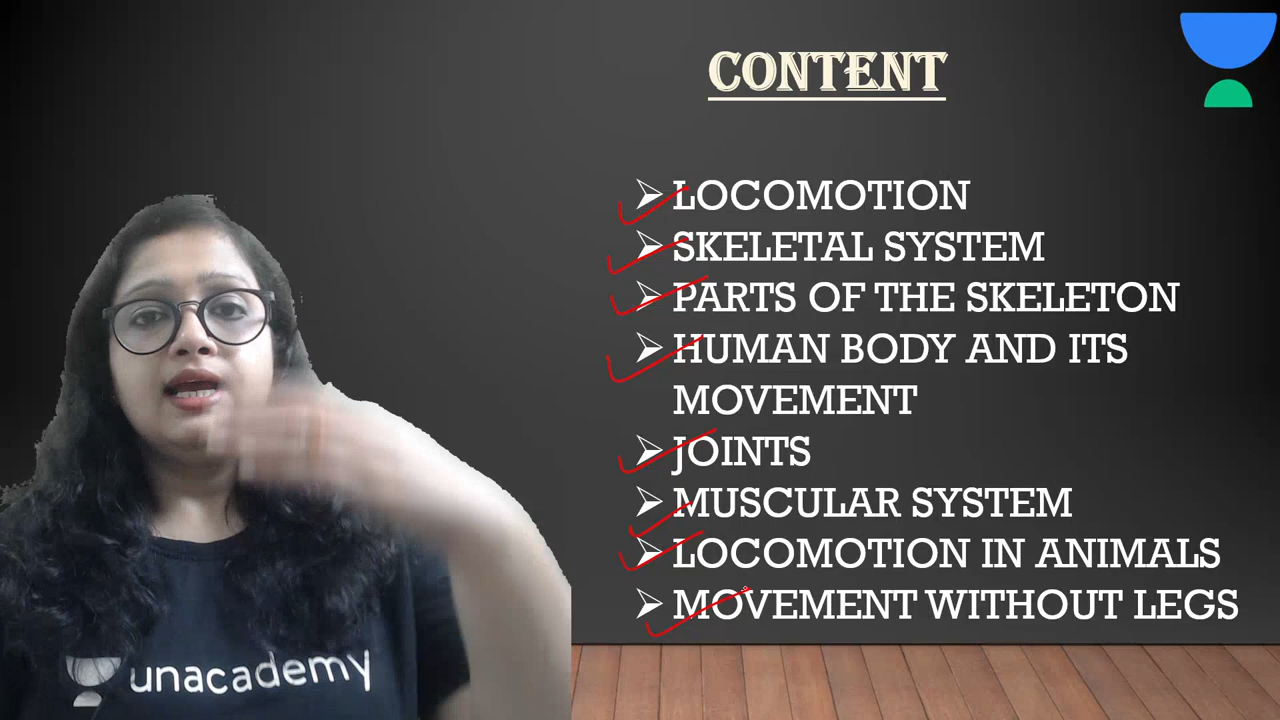 CONTENT
LOCOMOTION
SKELETAL SYSTEM
PARTS OF THE SKELETON
HUMAN BODY AND ITS
MOVEMENT
JOINTS
MUSCULAR SYSTEM
LOCOMOTION IN ANIMALS
MOVEMENT WITHOUT LEGS
unacademy